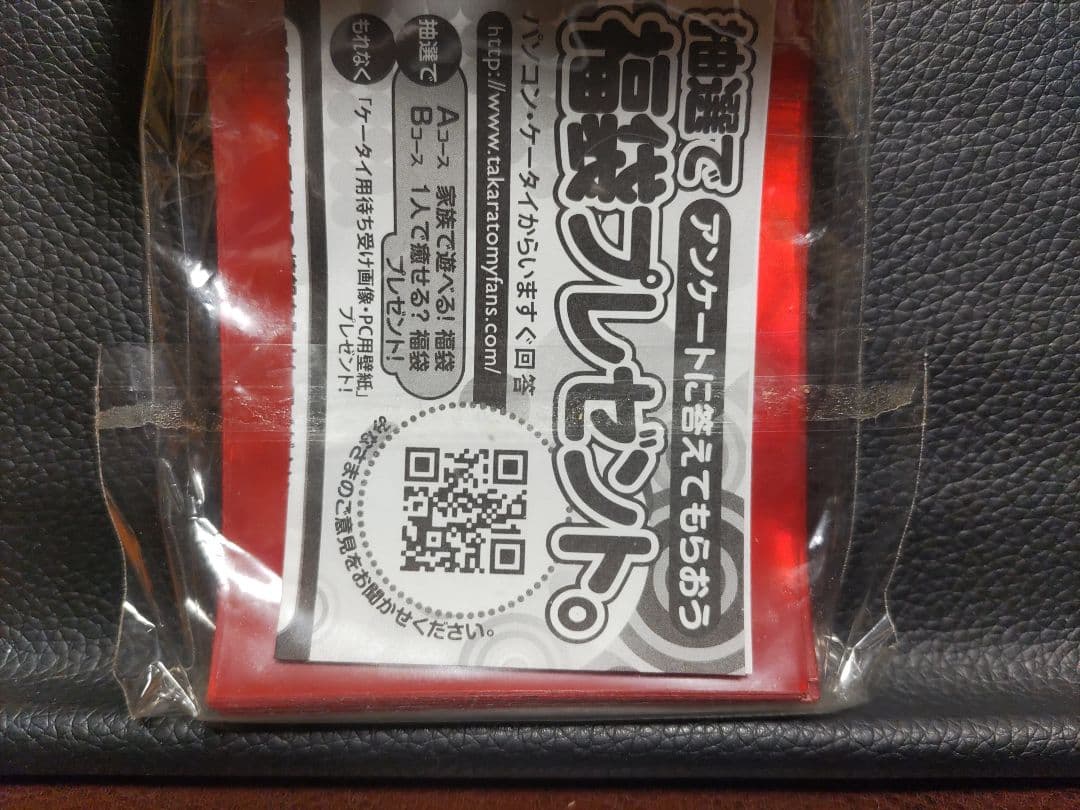 アンケートに答えてもらおう
抽選で
福袋プレゼント。
パソコン・ケータイからいますぐ回答
http://www.takaratomyfans.com/
抽選で
Aコース 家族で遊べる! 福袋
Bコース 1人で癒せる? 福袋
プレゼント!
もれなく
「ケータイ用待ち受け画像・PC用壁紙」
プレゼント!
みなさまのご意見をお聞かせください。